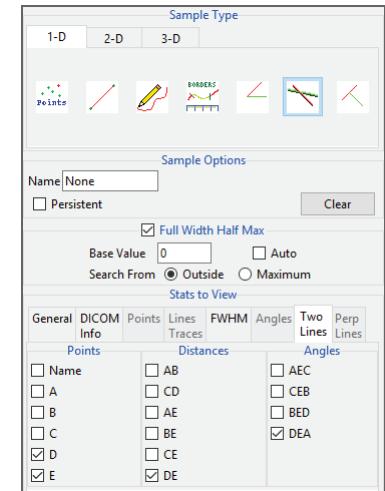 Sample Type
1-D 2-D 3-D
Points BORDERS
Sample Options
Name None
Persistent Clear
Full Width Half Max
Base Value 0 Auto
Search From Outside Maximum
Stats to View
General DICOM Info Points Lines Traces FWHM Angles Two Lines Perp Lines
Points Distances Angles
Name AB AEC
A CD CEB
B AE BED
C BE DEA
D CE
E DE